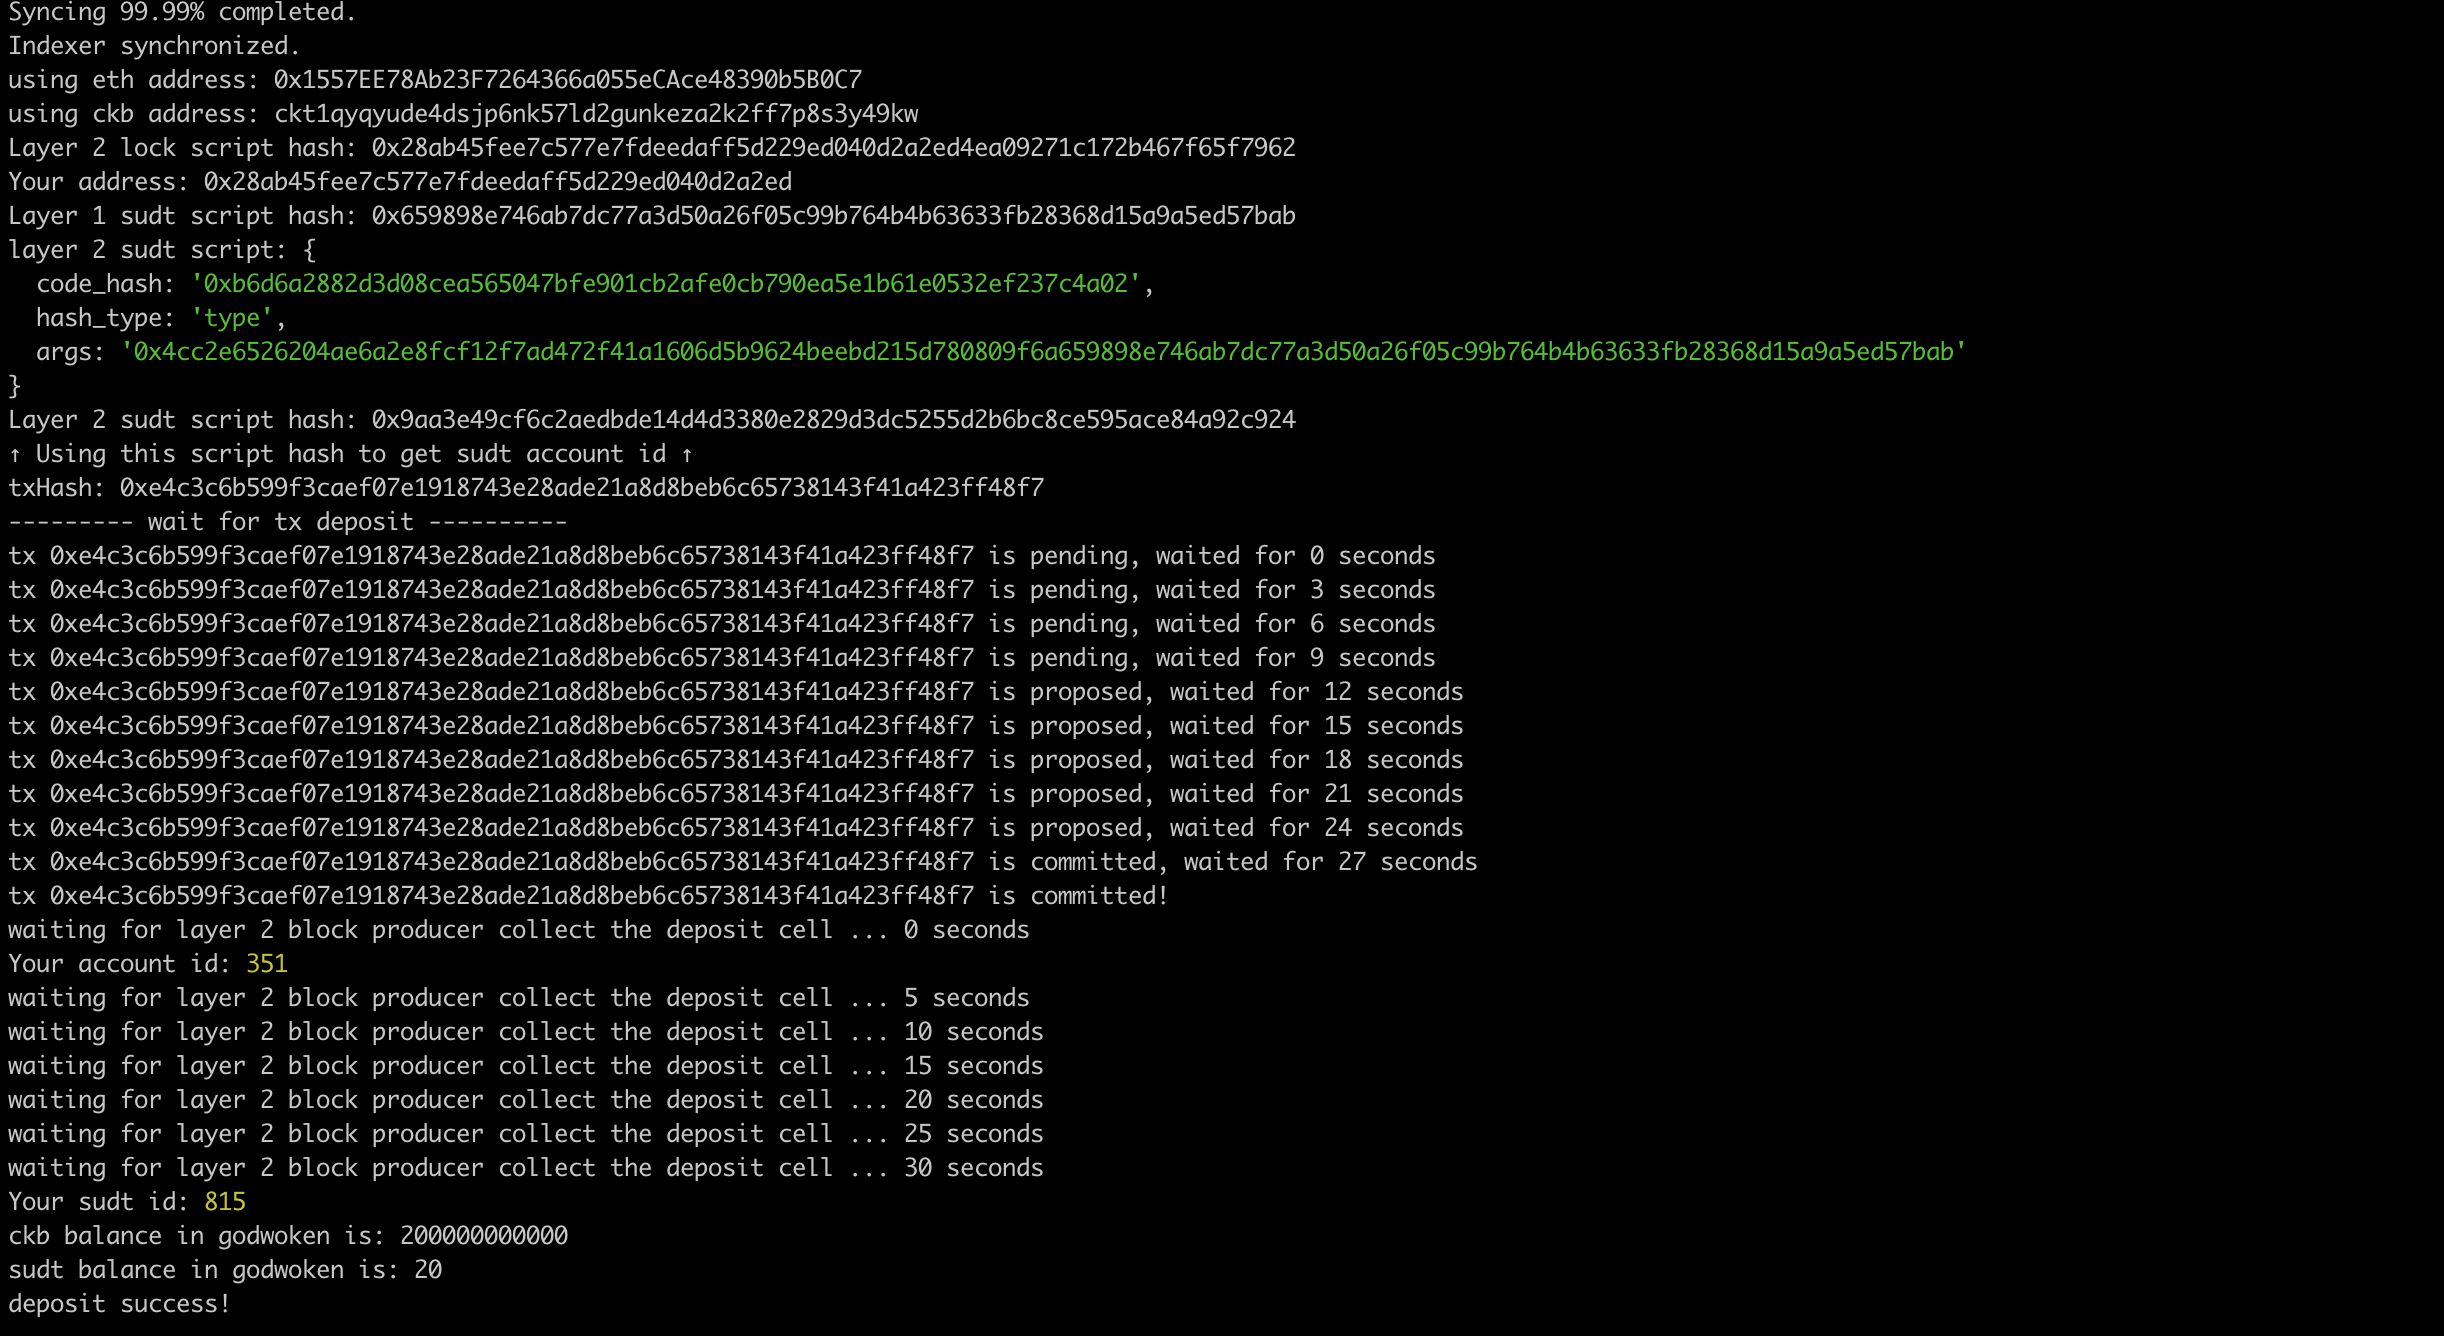 Syncing 99.99% completed.
Indexer synchronized.
using eth address: 0x1557EE78Ab23F7264366a055eCAce48390b5B0C7
using ckb address: ckt1qyqyude4dsjp6nk57ld2gunkeza2k2ff7p8s3y49kw
Layer 2 lock script hash: 0x28ab45fee7c577e7fdeedaff5d229ed040d2a2ed4ea09271c172b467f65f7962
Your address: 0x28ab45fee7c577e7fdeedaff5d229ed040d2a2ed
Layer 1 sudt script hash: 0x659898e746ab7dc77a3d50a26f05c99b764b4b63633fb28368d15a9a5ed57bab
layer 2 sudt script: {
  code_hash: '0xb6d6a2882d3d08cea565047bfe901cb2afe0cb790ea5e1b61e0532ef237c4a02',
  hash_type: 'type',
  args: '0x4cc2e6526204ae6a2e8fcf12f7ad472f41a1606d5b9624beebd215d780809f6a659898e746ab7dc77a3d50a26f05c99b764b4b63633fb28368d15a9a5ed57bab'
}
Layer 2 sudt script hash: 0x9aa3e49cf6c2aedbde14d4d3380e2829d3dc5255d2b6bc8ce595ace84a92c924
↑ Using this script hash to get sudt account id ↑
txHash: 0xe4c3c6b599f3caef07e1918743e28ade21a8d8beb6c65738143f41a423ff48f7
--------- wait for tx deposit ----------
tx 0xe4c3c6b599f3caef07e1918743e28ade21a8d8beb6c65738143f41a423ff48f7 is pending, waited for 0 seconds
tx 0xe4c3c6b599f3caef07e1918743e28ade21a8d8beb6c65738143f41a423ff48f7 is pending, waited for 3 seconds
tx 0xe4c3c6b599f3caef07e1918743e28ade21a8d8beb6c65738143f41a423ff48f7 is pending, waited for 6 seconds
tx 0xe4c3c6b599f3caef07e1918743e28ade21a8d8beb6c65738143f41a423ff48f7 is pending, waited for 9 seconds
tx 0xe4c3c6b599f3caef07e1918743e28ade21a8d8beb6c65738143f41a423ff48f7 is proposed, waited for 12 seconds
tx 0xe4c3c6b599f3caef07e1918743e28ade21a8d8beb6c65738143f41a423ff48f7 is proposed, waited for 15 seconds
tx 0xe4c3c6b599f3caef07e1918743e28ade21a8d8beb6c65738143f41a423ff48f7 is proposed, waited for 18 seconds
tx 0xe4c3c6b599f3caef07e1918743e28ade21a8d8beb6c65738143f41a423ff48f7 is proposed, waited for 21 seconds
tx 0xe4c3c6b599f3caef07e1918743e28ade21a8d8beb6c65738143f41a423ff48f7 is proposed, waited for 24 seconds
tx 0xe4c3c6b599f3caef07e1918743e28ade21a8d8beb6c65738143f41a423ff48f7 is committed, waited for 27 seconds
tx 0xe4c3c6b599f3caef07e1918743e28ade21a8d8beb6c65738143f41a423ff48f7 is committed!
waiting for layer 2 block producer collect the deposit cell ... 0 seconds
Your account id: 351
waiting for layer 2 block producer collect the deposit cell ... 5 seconds
waiting for layer 2 block producer collect the deposit cell ... 10 seconds
waiting for layer 2 block producer collect the deposit cell ... 15 seconds
waiting for layer 2 block producer collect the deposit cell ... 20 seconds
waiting for layer 2 block producer collect the deposit cell ... 25 seconds
waiting for layer 2 block producer collect the deposit cell ... 30 seconds
Your sudt id: 815
ckb balance in godwoken is: 200000000000
sudt balance in godwoken is: 20
deposit success!